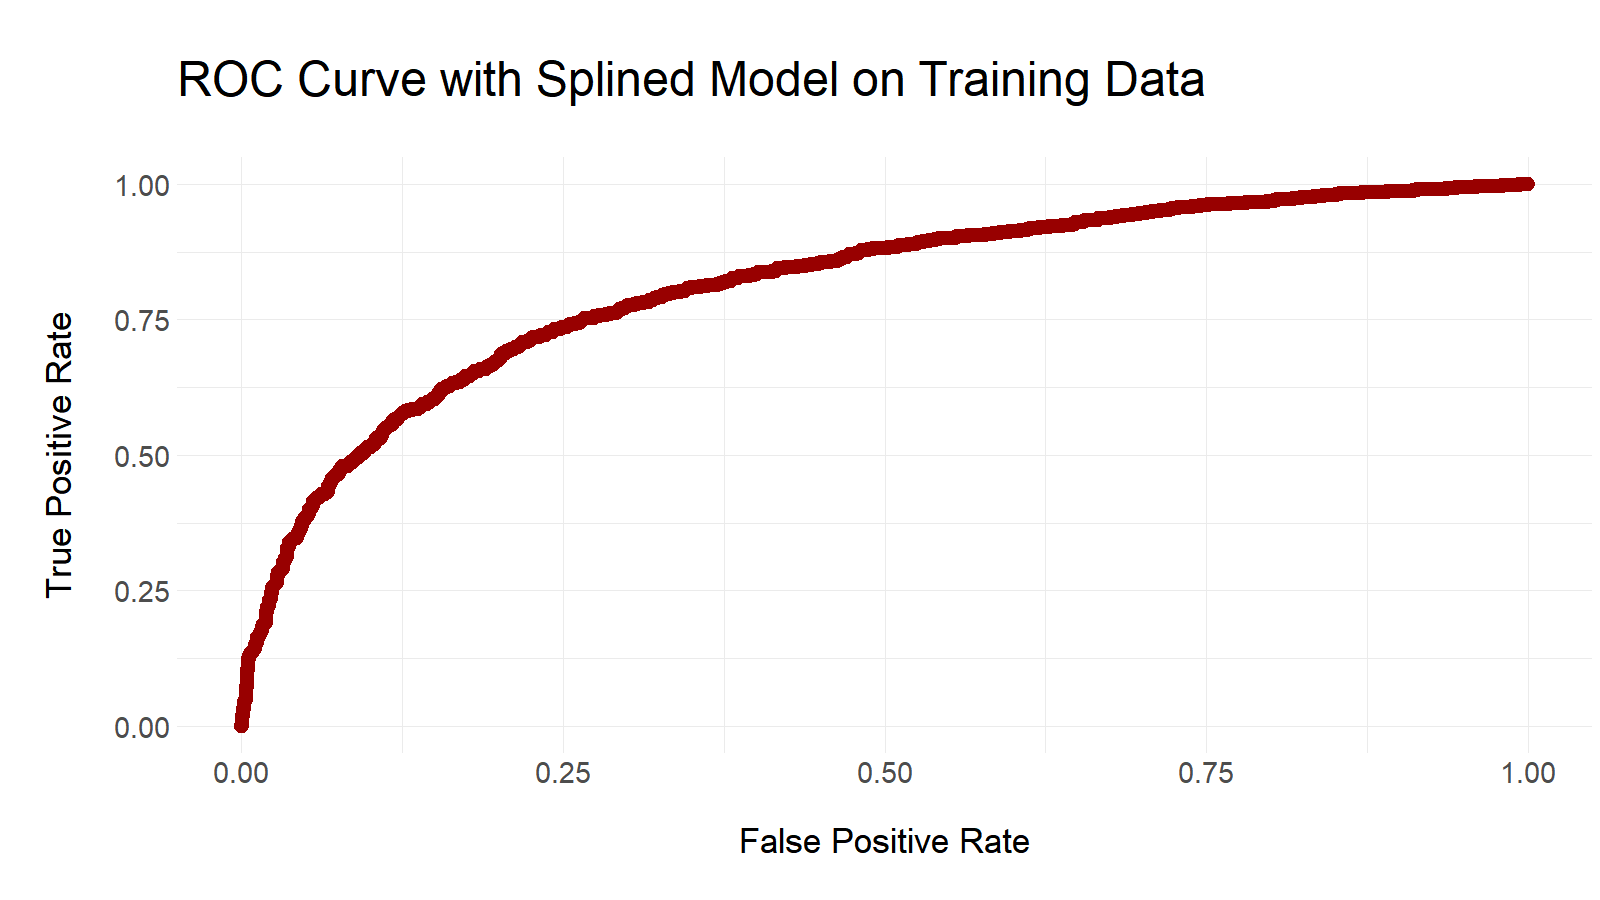 ROC Curve with Splined Model on Training Data
1.00
0.75
0.50
0.25
0.00
True Positive Rate
0.00 0.25 0.50 0.75 1.00
False Positive Rate